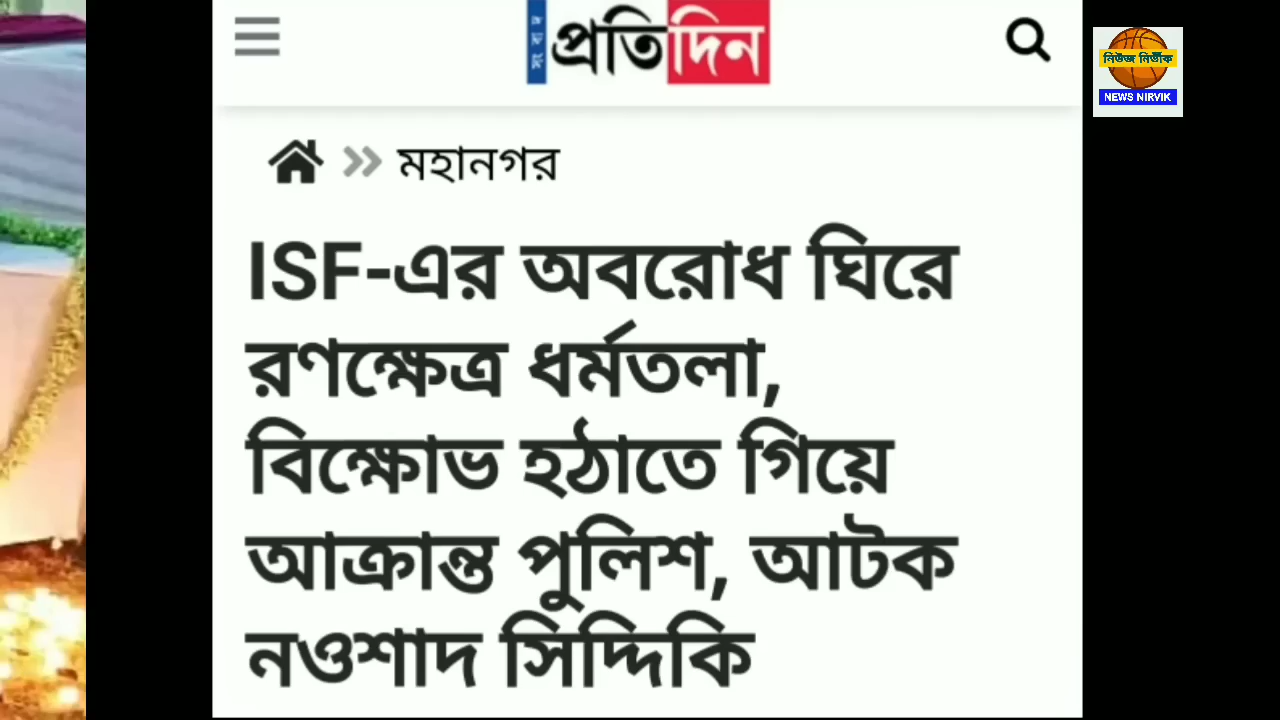 সংবাদ প্রতিদিন
নিউজ নির্ভীক
NEWS NIRVIK
মহানগর
ISF-এর অবরোধ ঘিরে
রণক্ষেত্র ধর্মতলা,
বিক্ষোভ হঠাতে গিয়ে
আক্রান্ত পুলিশ, আটক
নওশাদ সিদ্দিকি